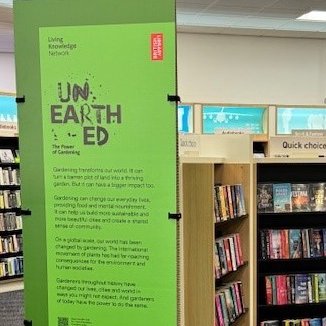 Living
Knowledge
Network
BRITISH
LIBRARY
UN
EARTH
ED
The Power
of Gardening
Gardening transforms our world. It can
turn a barren plot of land into a thriving
garden. But it can have a bigger impact too.
Gardening can change our everyday lives,
providing food and mental nourishment.
It can help us build more sustainable and
more beautiful cities and create a shared
sense of community.
On a global scale, our world has been
changed by gardening. The international
movement of plants has had far-reaching
consequences for the environment and
human societies.
Gardeners throughout history have
changed our lives, cities and world in
ways you might not expect. And gardeners
of today have the power to do the same.
Audiobooks
Quick choice